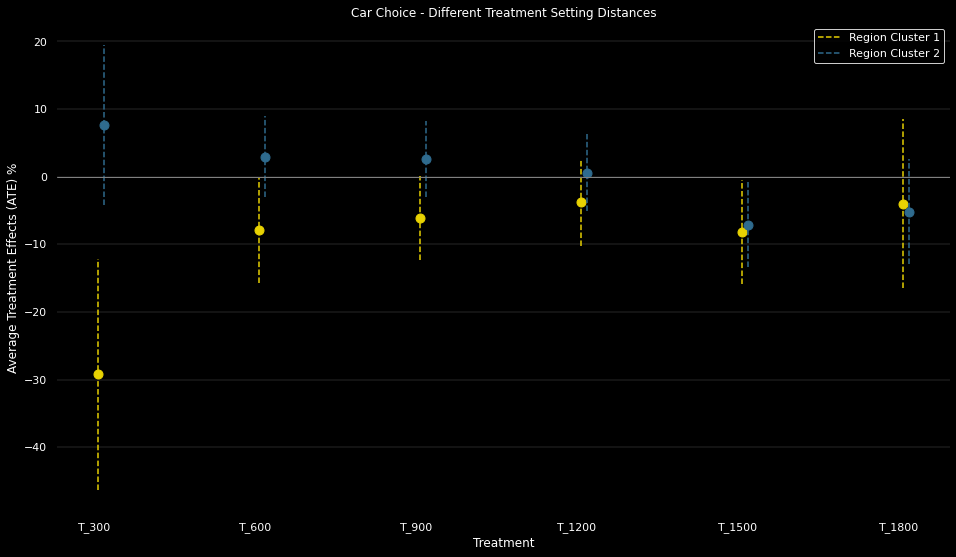 Car Choice - Different Treatment Setting Distances
Region Cluster 1
Region Cluster 2
Average Treatment Effects (ATE) %
20
10
0
−10
−20
−30
−40
T_300 T_600 T_900 T_1200 T_1500 T_1800
Treatment